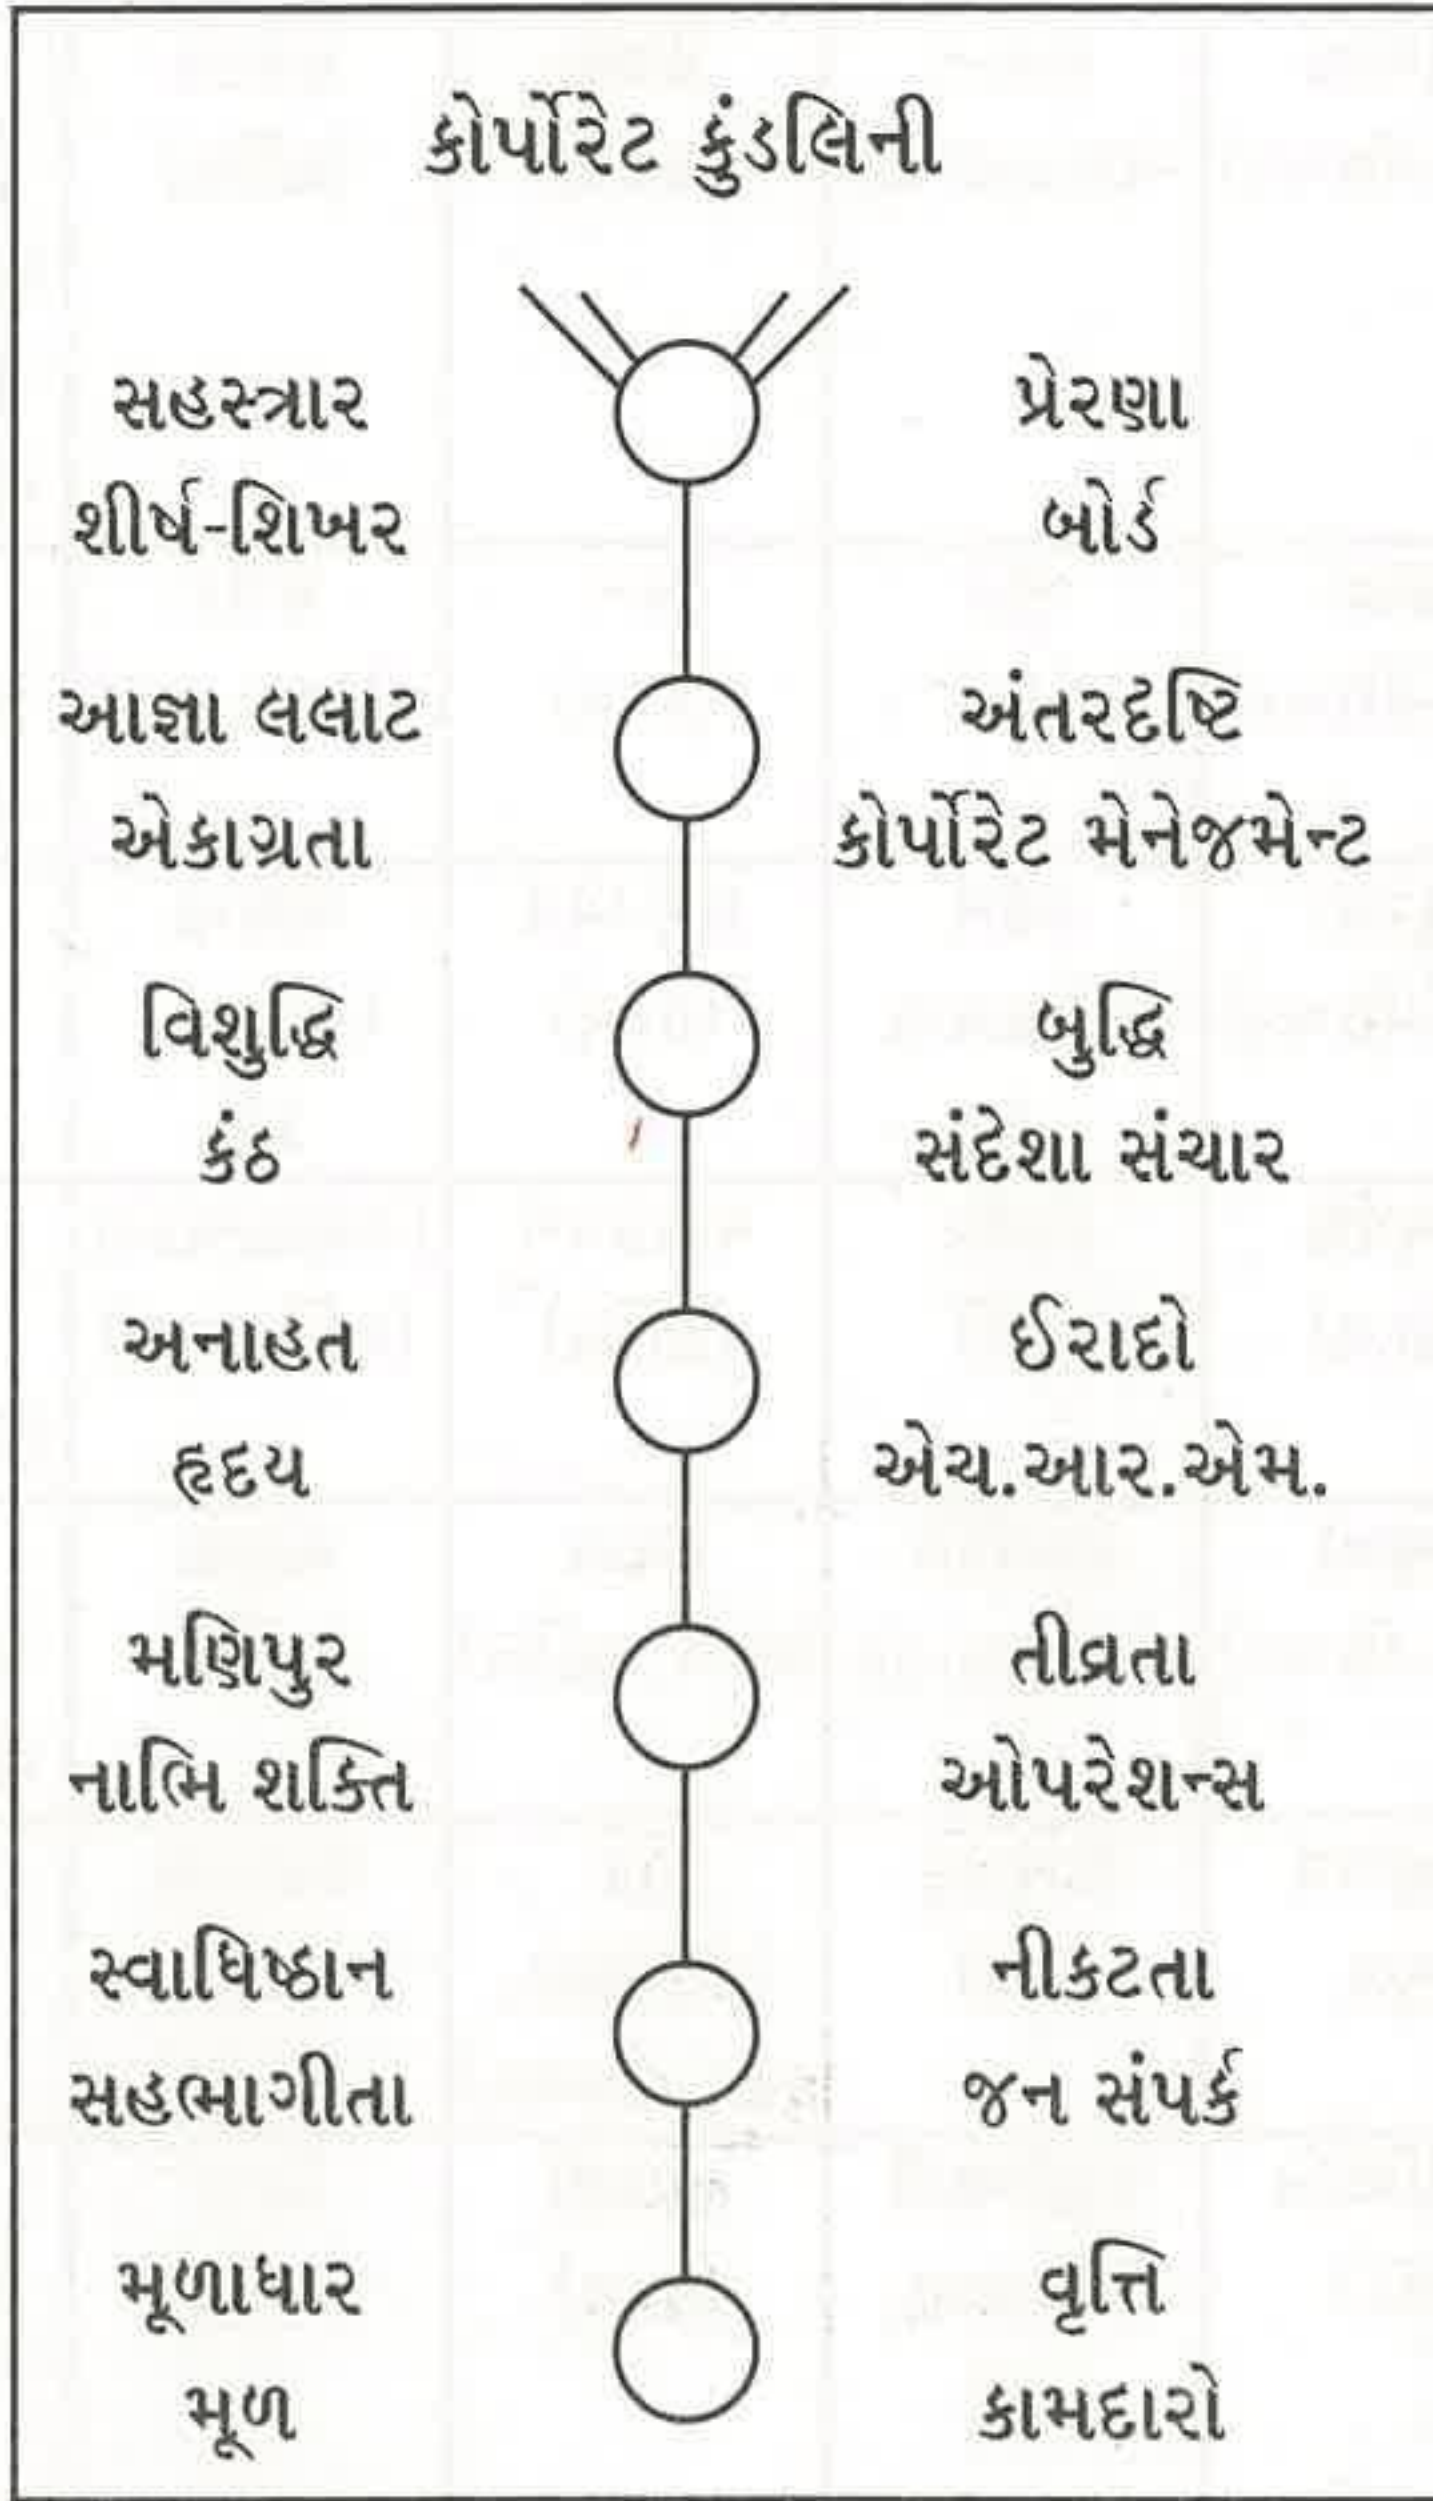 કોર્પોરેટ કુંડલિની
સહસ્ત્રાર
પ્રેરણા
શીર્ષ-શિખર
બોર્ડ
આજ્ઞા લલાટ
અંતરદૃષ્ટિ
એકાગ્રતા
કોર્પોરેટ મેનેજમેન્ટ
વિશુદ્ધિ
બુદ્ધિ
કંઠ
સંદેશા સંચાર
અનાહત
ઈરાદો
હૃદય
એચ.આર.એમ.
મણિપુર
તીવ્રતા
નાભિ શક્તિ
ઓપરેશન્સ
સ્વાધિષ્ઠાન
નીકટતા
સહભાગીતા
જન સંપર્ક
મૂળાધાર
વૃત્તિ
મૂળ
કામદારો